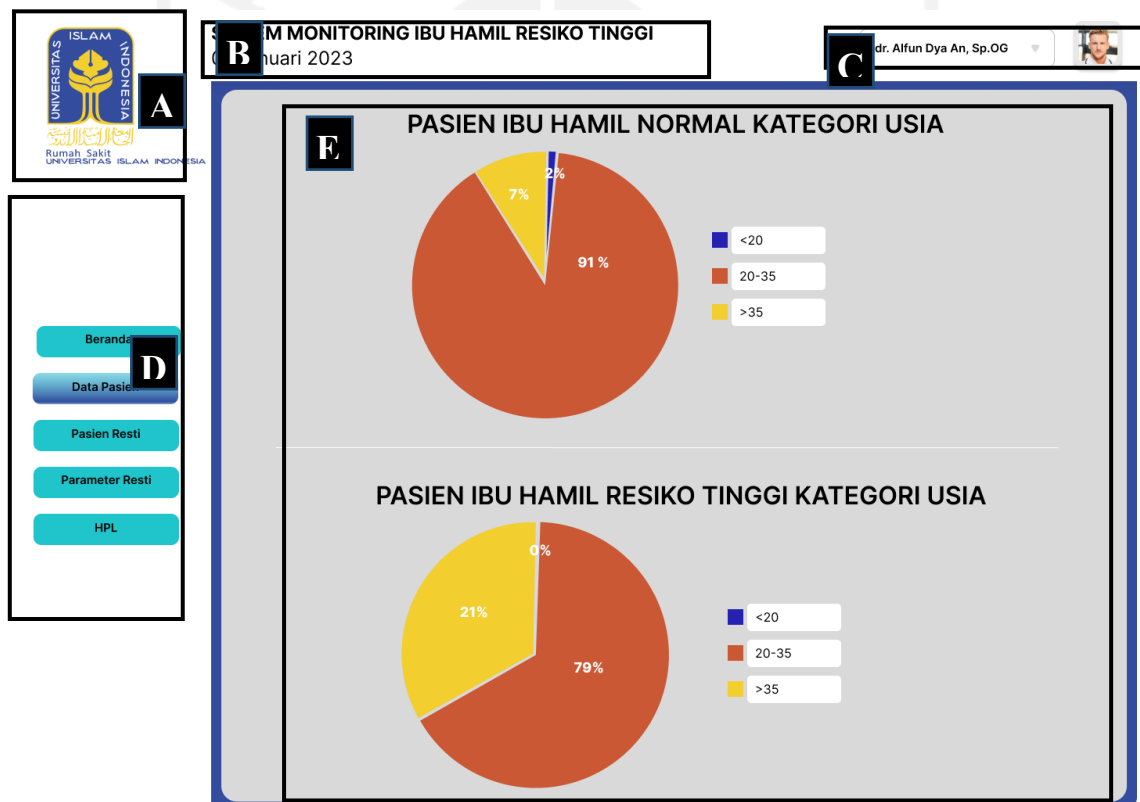 ISLAM
UNIVERSITAS
INDONESIA
Rumah Sakit
UNIVERSITAS ISLAM INDONESIA
A
EM MONITORING IBU HAMIL RESIKO TINGGI
B
uari 2023
dr. Alfun Dya An, Sp.OG
C
D
Beranda
Data Pasie
Pasien Resti
Parameter Resti
HPL
E
PASIEN IBU HAMIL NORMAL KATEGORI USIA
2%
7%
91 %
<20
20-35
>35
PASIEN IBU HAMIL RESIKO TINGGI KATEGORI USIA
0%
21%
79%
<20
20-35
>35